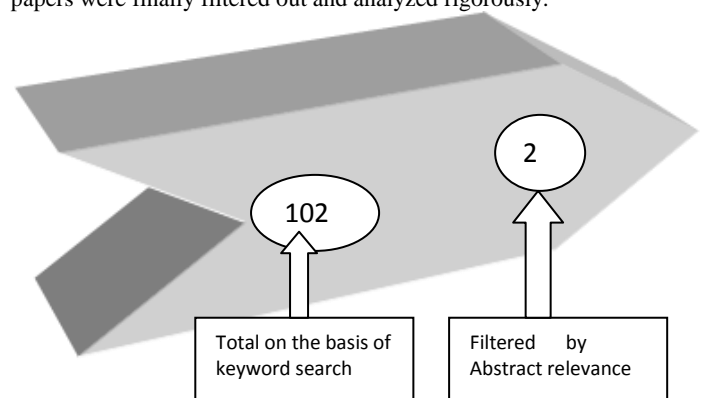 papers were finally filtered out and analyzed rigorously.
2
102
Total on the basis of
keyword search
Filtered by
Abstract relevance